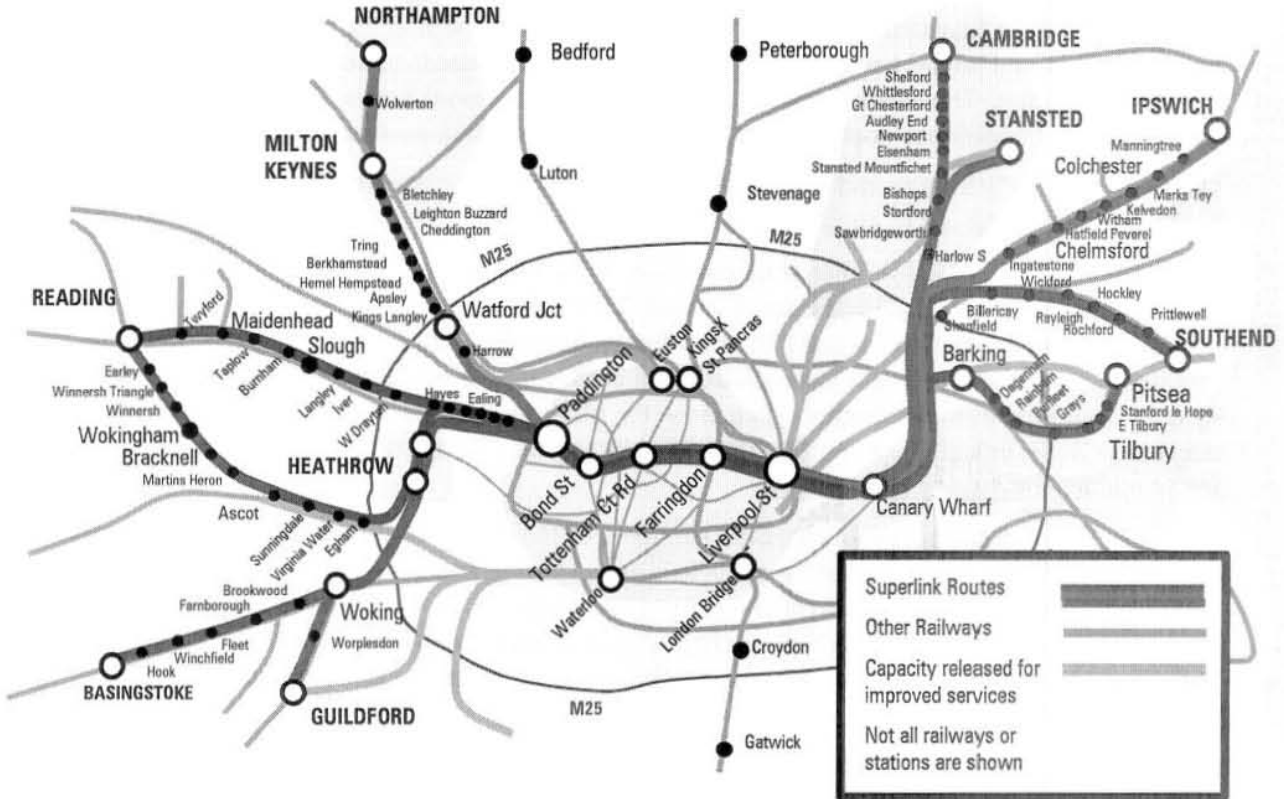 NORTHAMPTON
Wolverton
MILTON
KEYNES
Bletchley
Leighton Buzzard
Cheddington
Tring
Berkhamstead
Hemel Hempstead
Apsley
Kings Langley
Watford Jct
Harrow
M25
Bedford
Luton
Peterborough
Stevenage
M25
CAMBRIDGE
Shelford
Whittlesford
Gt Chesterford
Audley End
Newport
Elsenham
Stansted Mountfichet
Bishops
Stortford
Sawbridgeworth
Harlow S
STANSTED
IPSWICH
Manningtree
Colchester
Marks Tey
Kelvedon
Witham
Hatfield Peverel
Chelmsford
Ingatestone
Wickford
Hockley
Billericay
Shenfield
Rayleigh
Rochford
Prittlewell
SOUTHEND
Barking
Dagenham
Rainham
Purfleet
Grays
Pitsea
Stanford le Hope
E Tilbury
Tilbury
READING
Twyford
Maidenhead
Taplow
Slough
Burnham
Langley
Iver
W Drayton
Hayes
Ealing
Earley
Winnersh Triangle
Winnersh
Wokingham
Bracknell
Martins Heron
Ascot
Sunningdale
Virginia Water
Egham
HEATHROW
Paddington
Euston
KingsX
St Pancras
Bond St
Tottenham Ct Rd
Farringdon
Liverpool St
Canary Wharf
Waterloo
London Bridge
Croydon
Gatwick
M25
Woking
Brookwood
Farnborough
Fleet
Winchfield
Hook
BASINGSTOKE
Worplesdon
GUILDFORD
Superlink Routes
Other Railways
Capacity released for
improved services
Not all railways or
stations are shown